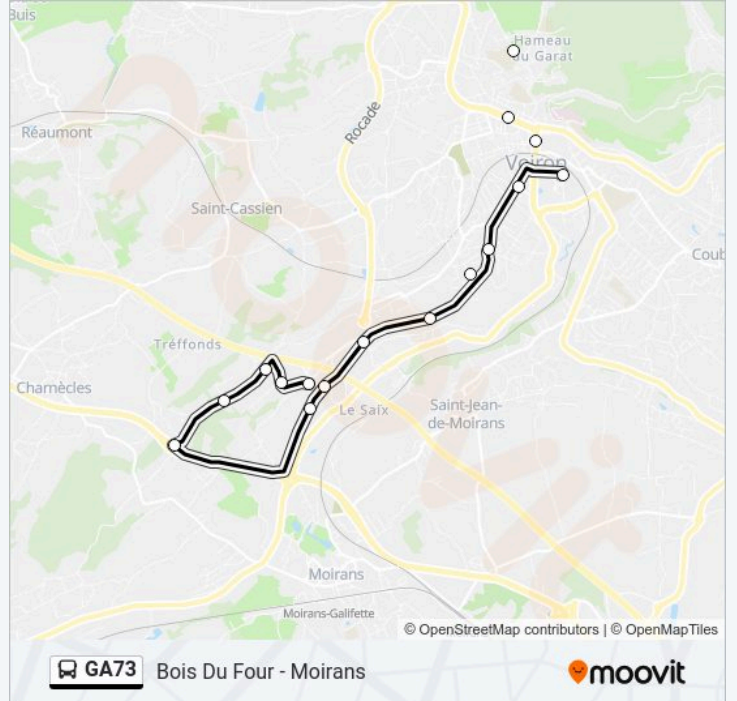 Buis
Hameau
du Garat
Rocade
Réaumont
Voiron
Saint-Cassien
Coub
Tréffonds
Charnècles
Le Saix
Saint-Jean-
de-Moirans
Moirans
Moirans-Galifette
© OpenStreetMap contributors | © OpenMapTiles
GA73 Bois Du Four - Moirans
moovit